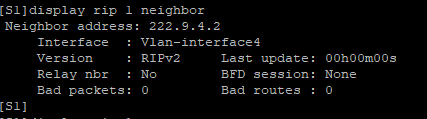 [S1]display rip 1 neighbor
Neighbor address: 222.9.4.2
Interface : Vlan-interface4
Version : RIPv2 Last update: 00h00m00s
Relay nbr : No BFD session: None
Bad packets: 0 Bad routes : 0
[S1]